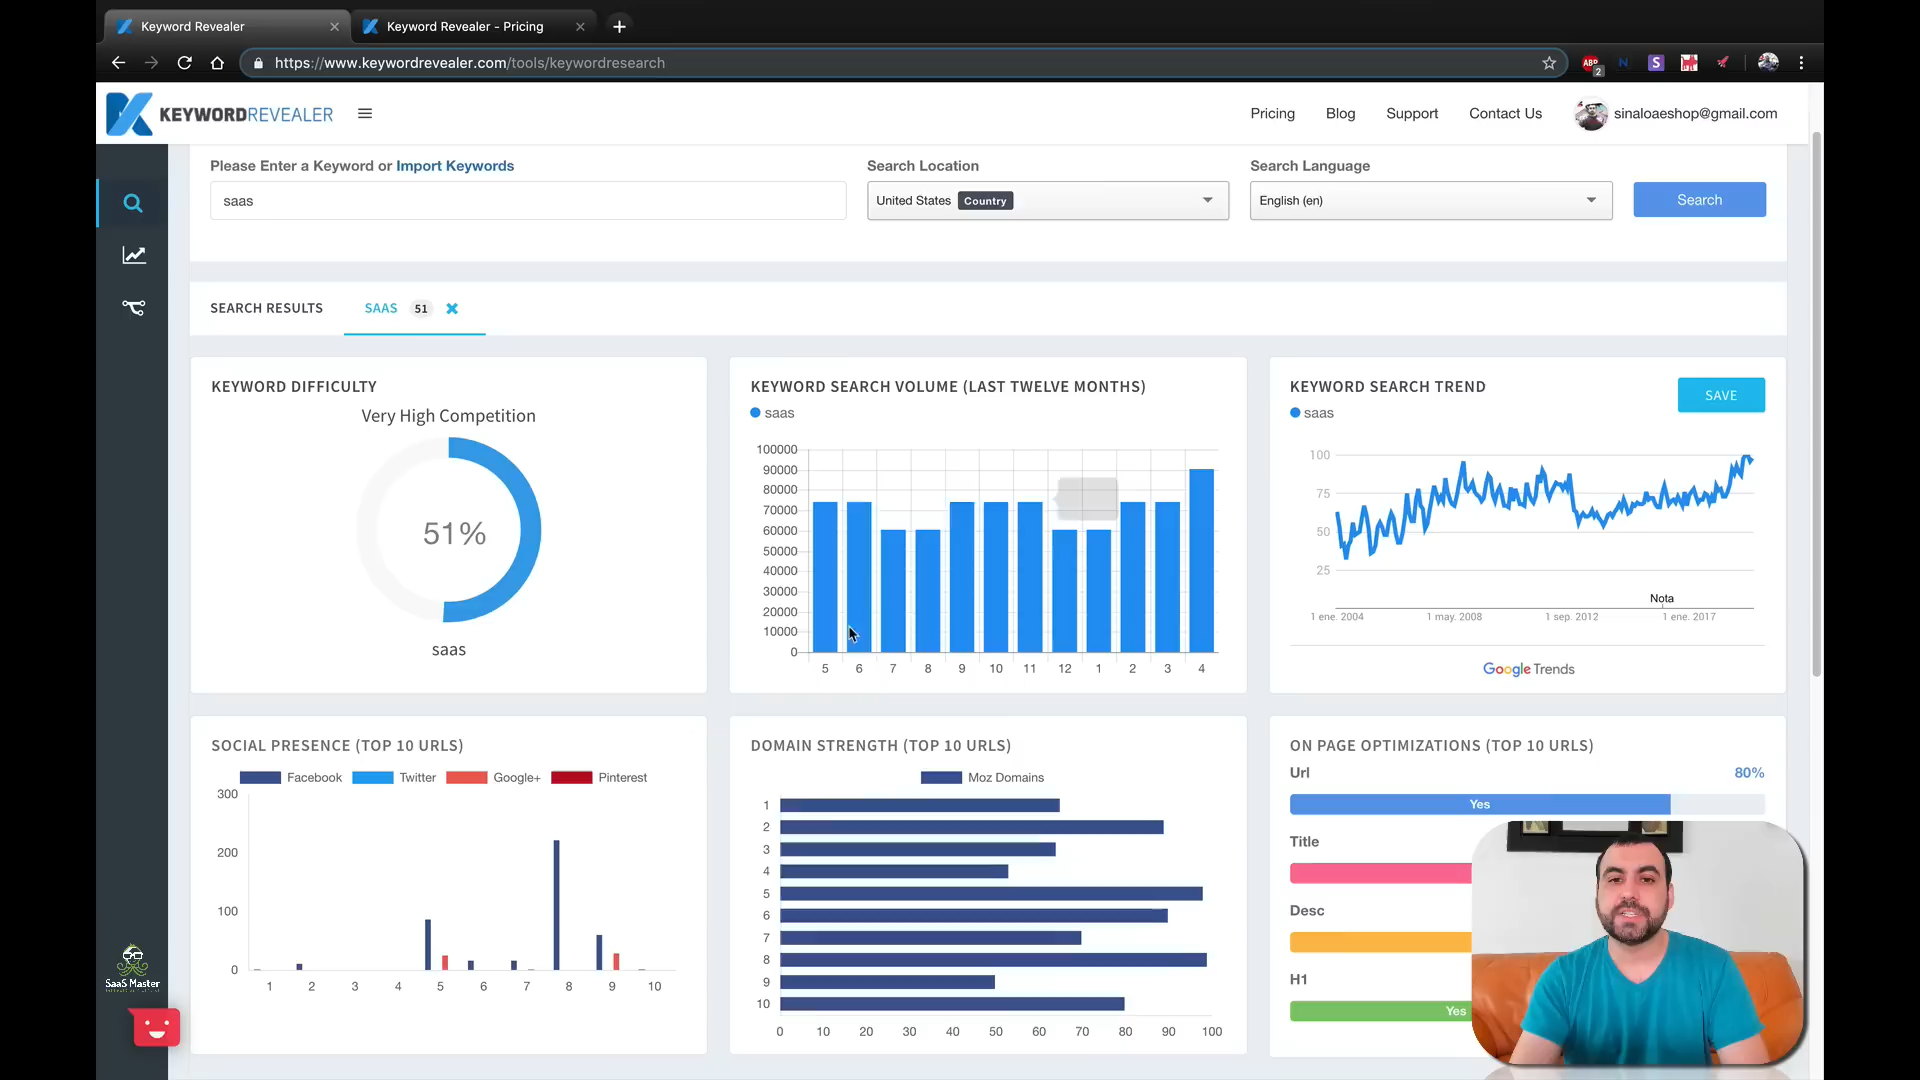 Keyword Revealer
Keyword Revealer - Pricing
https://www.keywordrevealer.com/tools/keywordresearch
ABP
2
N
S
KEYWORDREVEALER
Pricing
Blog
Support
Contact Us
sinaloaeshop@gmail.com
Please Enter a Keyword or Import Keywords
Search Location
Search Language
saas
United States Country
English (en)
Search
SEARCH RESULTS
SAAS 51
KEYWORD DIFFICULTY
Very High Competition
51%
saas
KEYWORD SEARCH VOLUME (LAST TWELVE MONTHS)
saas
100000
90000
80000
70000
60000
50000
40000
30000
20000
10000
0
5 6 7 8 9 10 11 12 1 2 3 4
KEYWORD SEARCH TREND
SAVE
saas
100
75
50
25
Nota
1 ene. 2004 1 may. 2008 1 sep. 2012 1 ene. 2017
Google Trends
SOCIAL PRESENCE (TOP 10 URLS)
Facebook Twitter Google+ Pinterest
300
200
100
0
1 2 3 4 5 6 7 8 9 10
DOMAIN STRENGTH (TOP 10 URLS)
Moz Domains
1
2
3
4
5
6
7
8
9
10
0 10 20 30 40 50 60 70 80 90 100
ON PAGE OPTIMIZATIONS (TOP 10 URLS)
Url 80%
Yes
Title
Desc
H1
Yes
SaaS Master